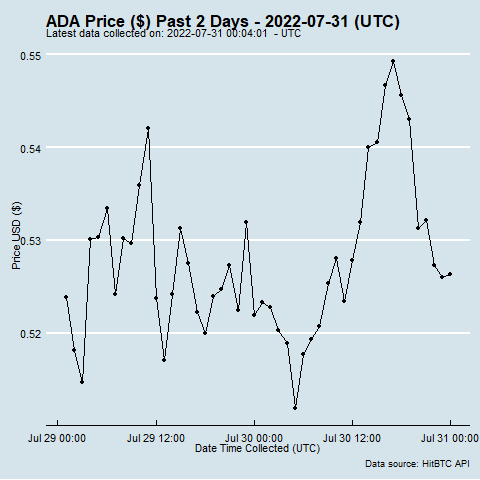 ADA Price ($) Past 2 Days - 2022-07-31 (UTC)
Latest data collected on: 2022-07-31 00:04:01 - UTC
0.55
0.54
0.53
0.52
Price USD ($)
Jul 29 00:00 Jul 29 12:00 Jul 30 00:00 Jul 30 12:00 Jul 31 00:00
Date Time Collected (UTC)
Data source: HitBTC API